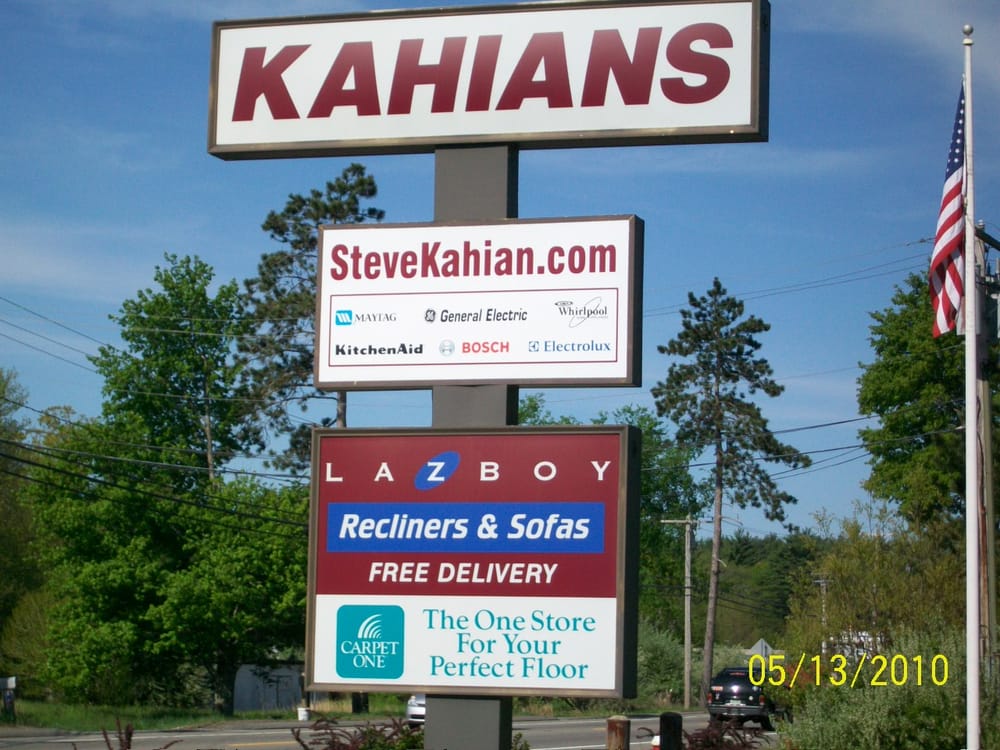 KAHIANS
SteveKahian.com
MAYTAG
General Electric
Whirlpool
KitchenAid
BOSCH
Electrolux
LAZBOY
Recliners & Sofas
FREE DELIVERY
CARPET
ONE
The One Store
For Your
Perfect Floor
05/13/2010